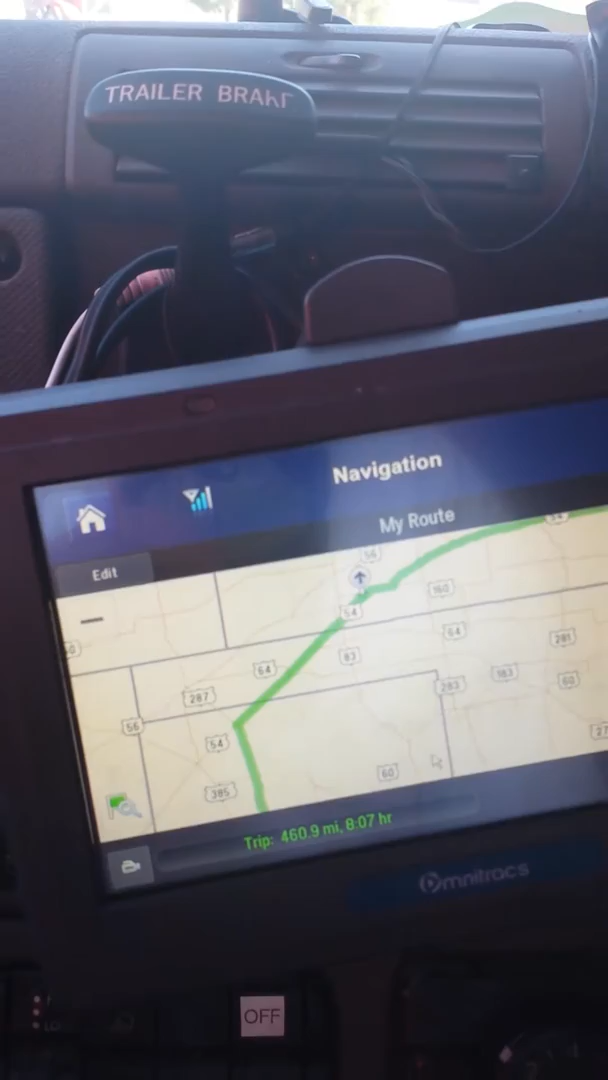 TRAILER BRAKE
Navigation
My Route
Edit
54
56
160
54
64
281
83
64
283
183
60
287
56
54
385
60
Trip: 460.9 mi, 8:07 hr
Omnitracs
OFF